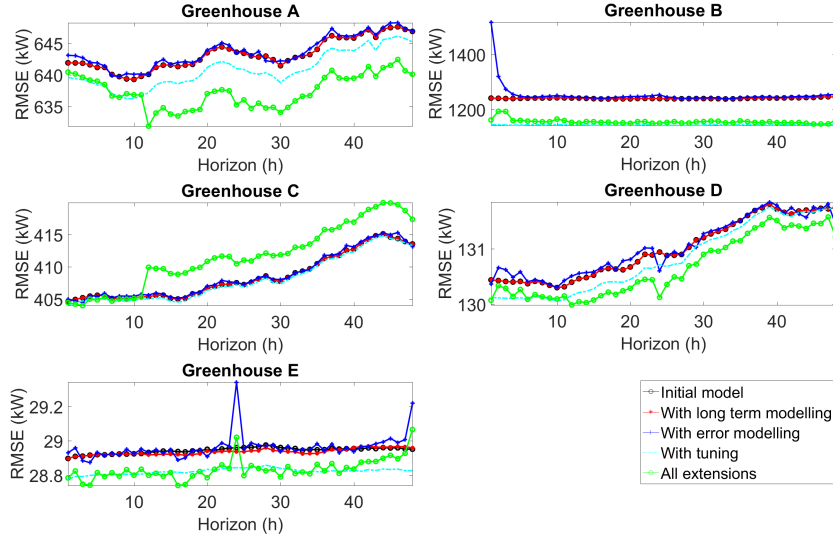 Greenhouse A
RMSE (kW)
645
640
635
10
20
30
40
Horizon (h)
Greenhouse B
RMSE (kW)
1400
1200
10
20
30
40
Horizon (h)
Greenhouse C
RMSE (kW)
415
410
405
10
20
30
40
Horizon (h)
Greenhouse D
RMSE (kW)
131
130
10
20
30
40
Horizon (h)
Greenhouse E
RMSE (kW)
29.2
29
28.8
10
20
30
40
Horizon (h)
Initial model
With long term modelling
With error modelling
With tuning
All extensions